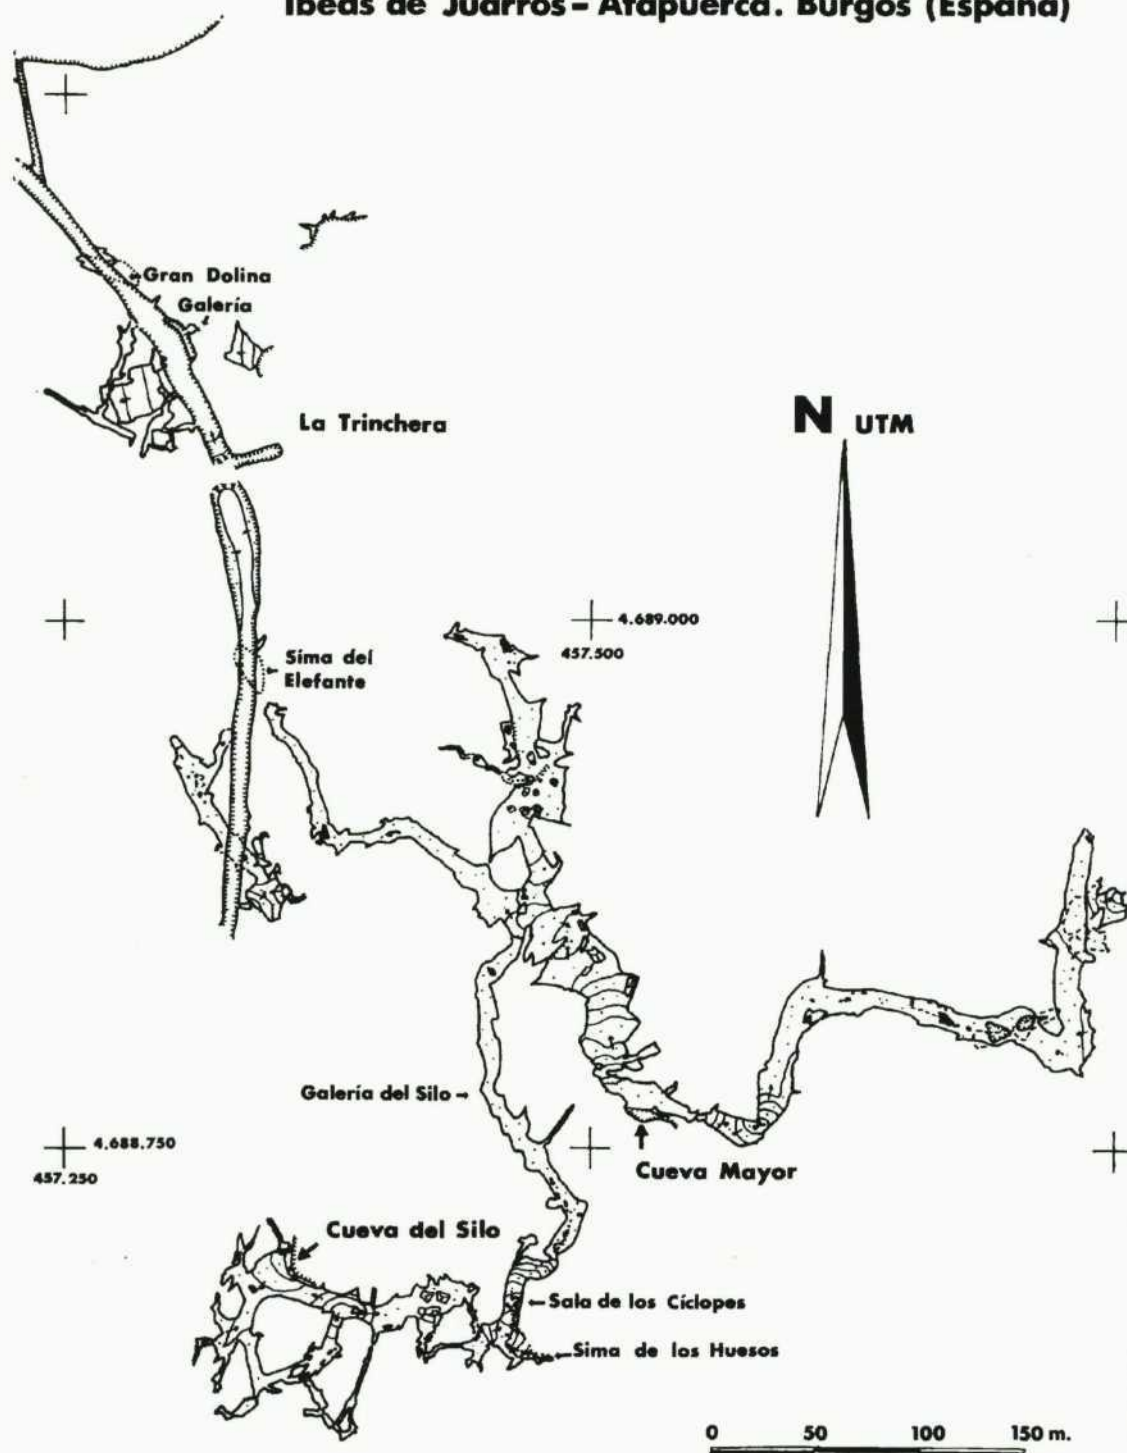 Ibeas de Juarros - Atapuerca. Burgos (España)
Gran Dolina
Galería
La Trinchera
N UTM
4.689.000
457.500
Sima del
Elefante
Galería del Silo
4.688.750
457.250
Cueva Mayor
Cueva del Silo
Sala de los Cíclopes
Sima de los Huesos
0 50 100 150 m.